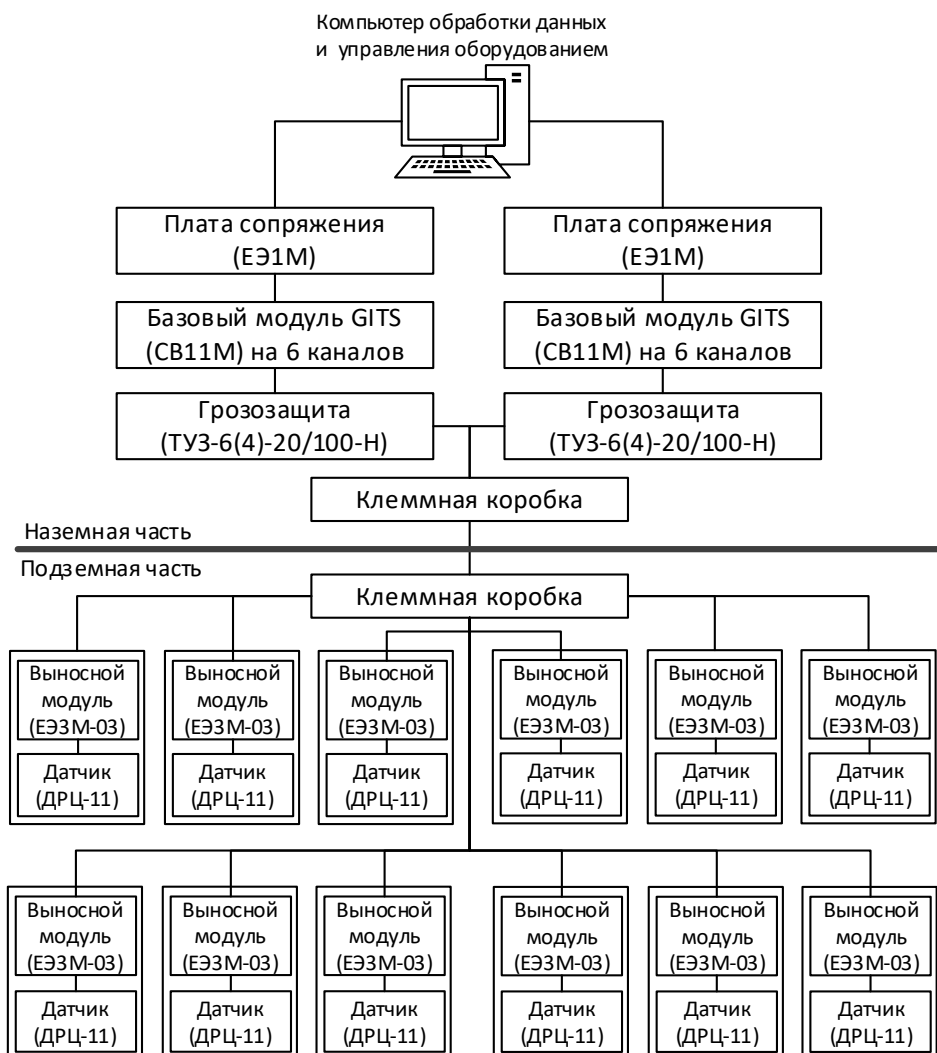 Компьютер обработки данных
и управления оборудованием
Плата сопряжения
(ЕЭ1М)
Плата сопряжения
(ЕЭ1М)
Базовый модуль GITS
(СВ11М) на 6 каналов
Базовый модуль GITS
(СВ11М) на 6 каналов
Грозозащита
(ТУЗ-6(4)-20/100-Н)
Грозозащита
(ТУЗ-6(4)-20/100-Н)
Клеммная коробка
Наземная часть
Подземная часть
Клеммная коробка
Выносной
модуль
(ЕЭ3М-03)
Датчик
(ДРЦ-11)
Выносной
модуль
(ЕЭ3М-03)
Датчик
(ДРЦ-11)
Выносной
модуль
(ЕЭ3М-03)
Датчик
(ДРЦ-11)
Выносной
модуль
(ЕЭ3М-03)
Датчик
(ДРЦ-11)
Выносной
модуль
(ЕЭ3М-03)
Датчик
(ДРЦ-11)
Выносной
модуль
(ЕЭ3М-03)
Датчик
(ДРЦ-11)
Выносной
модуль
(ЕЭ3М-03)
Датчик
(ДРЦ-11)
Выносной
модуль
(ЕЭ3М-03)
Датчик
(ДРЦ-11)
Выносной
модуль
(ЕЭ3М-03)
Датчик
(ДРЦ-11)
Выносной
модуль
(ЕЭ3М-03)
Датчик
(ДРЦ-11)
Выносной
модуль
(ЕЭ3М-03)
Датчик
(ДРЦ-11)
Выносной
модуль
(ЕЭ3М-03)
Датчик
(ДРЦ-11)